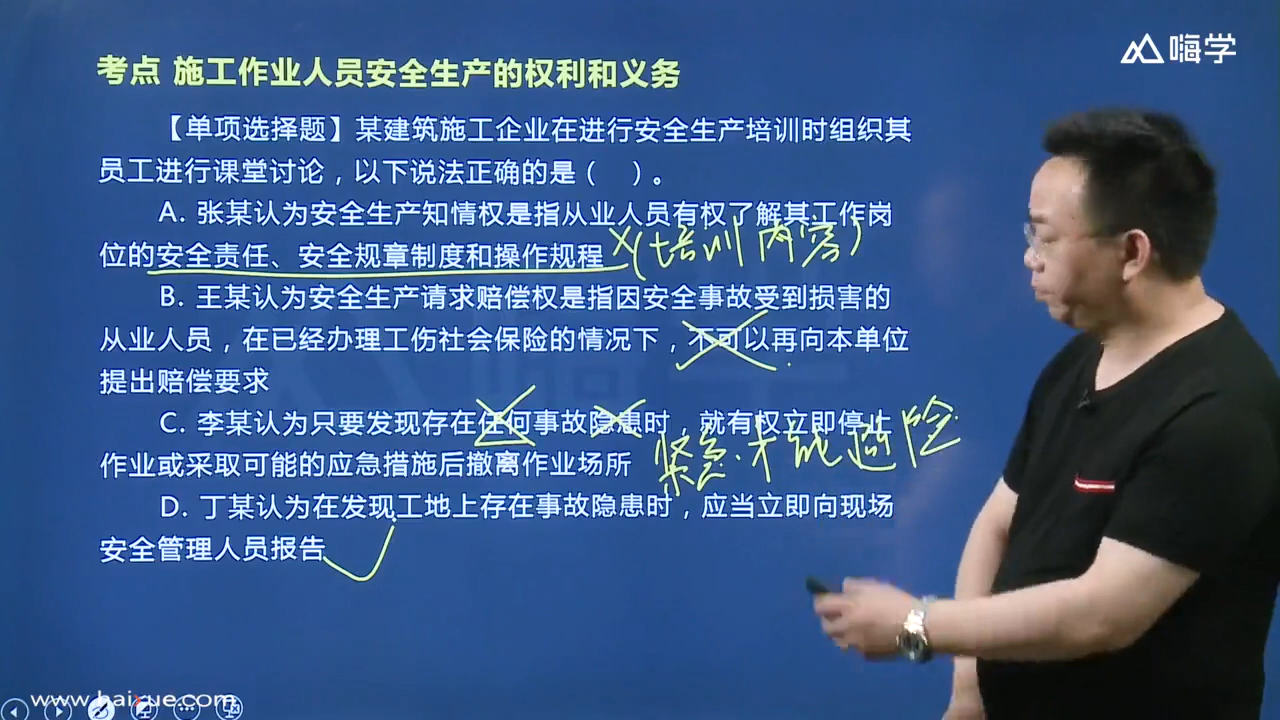 嗨学
考点 施工作业人员安全生产的权利和义务
【单项选择题】某建筑施工企业在进行安全生产培训时组织其
员工进行课堂讨论，以下说法正确的是（　）。
A. 张某认为安全生产知情权是指从业人员有权了解其工作岗
位的安全责任、安全规章制度和操作规程
×(培训内容)
B. 王某认为安全生产请求赔偿权是指因安全事故受到损害的
从业人员，在已经办理工伤社会保险的情况下，不可以再向本单位
提出赔偿要求
C. 李某认为只要发现存在任何事故隐患时，就有权立即停止
作业或采取可能的应急措施后撤离作业场所
紧急.才能避险
D. 丁某认为在发现工地上存在事故隐患时，应当立即向现场
安全管理人员报告
www.haixue.com